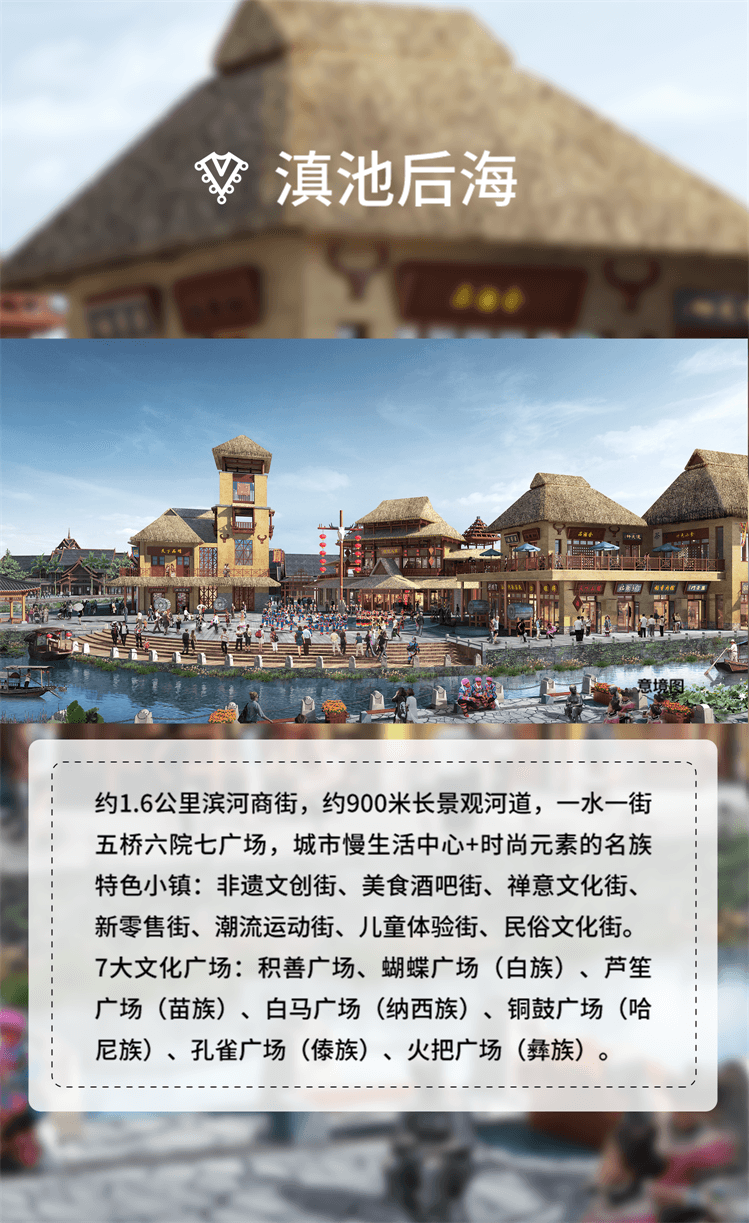 滇池后海
意境图
约1.6公里滨河商街，约900米长景观河道，一水一街
五桥六院七广场，城市慢生活中心+时尚元素的名族
特色小镇：非遗文创街、美食酒吧街、禅意文化街、
新零售街、潮流运动街、儿童体验街、民俗文化街。
7大文化广场：积善广场、蝴蝶广场（白族）、芦笙
广场（苗族）、白马广场（纳西族）、铜鼓广场（哈
尼族）、孔雀广场（傣族）、火把广场（彝族）。